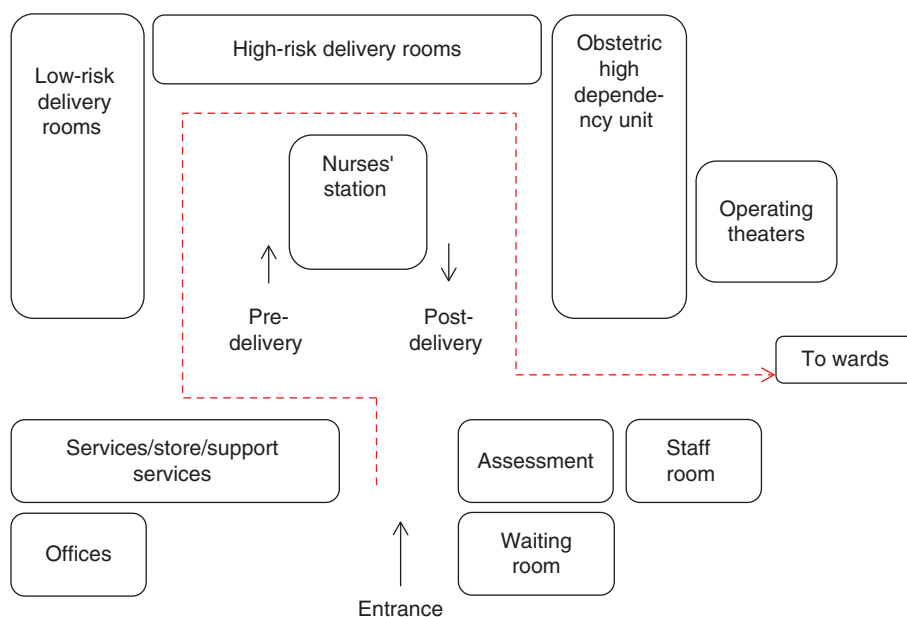 Low-risk
delivery
rooms
High-risk delivery rooms
Obstetric
high
depende-
ncy unit
Nurses'
station
Operating
theaters
Pre-
delivery
Post-
delivery
To wards
Services/store/support
services
Assessment
Staff
room
Offices
Waiting
room
Entrance